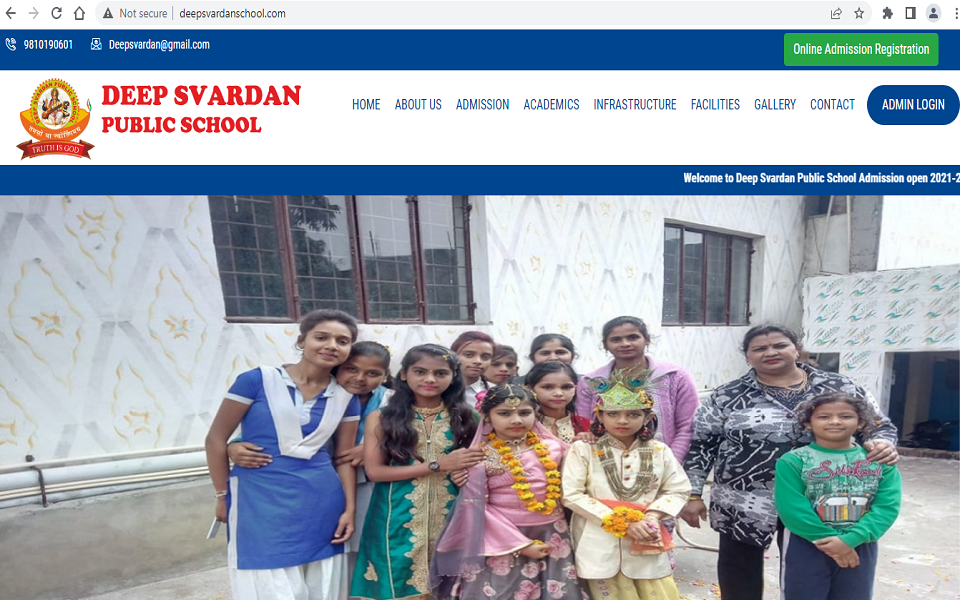 Not secure
deepsvardanschool.com
9810190601
Deepsvardan@gmail.com
Online Admission Registration
TRUTH IS GOD
DEEP SVARDAN
PUBLIC SCHOOL
HOME
ABOUT US
ADMISSION
ACADEMICS
INFRASTRUCTURE
FACILITIES
GALLERY
CONTACT
ADMIN LOGIN
Welcome to Deep Svardan Public School Admission open 2021-2